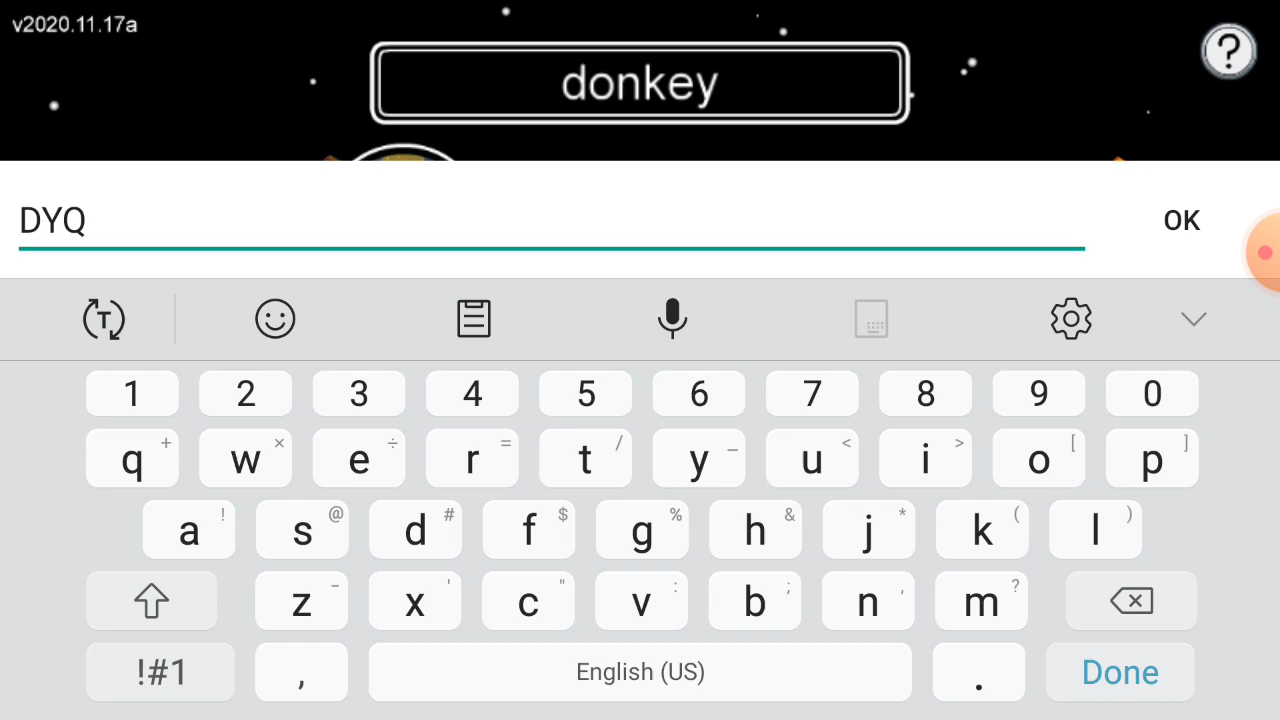 v2020.11.17a
donkey
?
DYQ
OK
T
1 2 3 4 5 6 7 8 9 0
q + w × e ÷ r = t / y _ u < i > o [ p ]
a ! s @ d # f $ g % h & j * k ( l )
z - x ' c " v : b ; n , m ?
!#1 , English (US) . Done